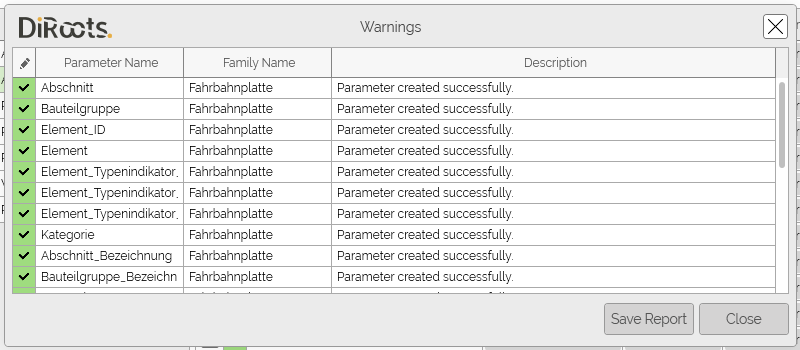 DiRoots.
Warnings
Parameter Name Family Name Description
Abschnitt Fahrbahnplatte Parameter created successfully.
Bauteilgruppe Fahrbahnplatte Parameter created successfully.
Element_ID Fahrbahnplatte Parameter created successfully.
Element Fahrbahnplatte Parameter created successfully.
Element_Typenindikator. Fahrbahnplatte Parameter created successfully.
Element_Typenindikator. Fahrbahnplatte Parameter created successfully.
Element_Typenindikator. Fahrbahnplatte Parameter created successfully.
Kategorie Fahrbahnplatte Parameter created successfully.
Abschnitt_Bezeichnung Fahrbahnplatte Parameter created successfully.
Bauteilgruppe_Bezeichn Fahrbahnplatte Parameter created successfully.
Save Report Close